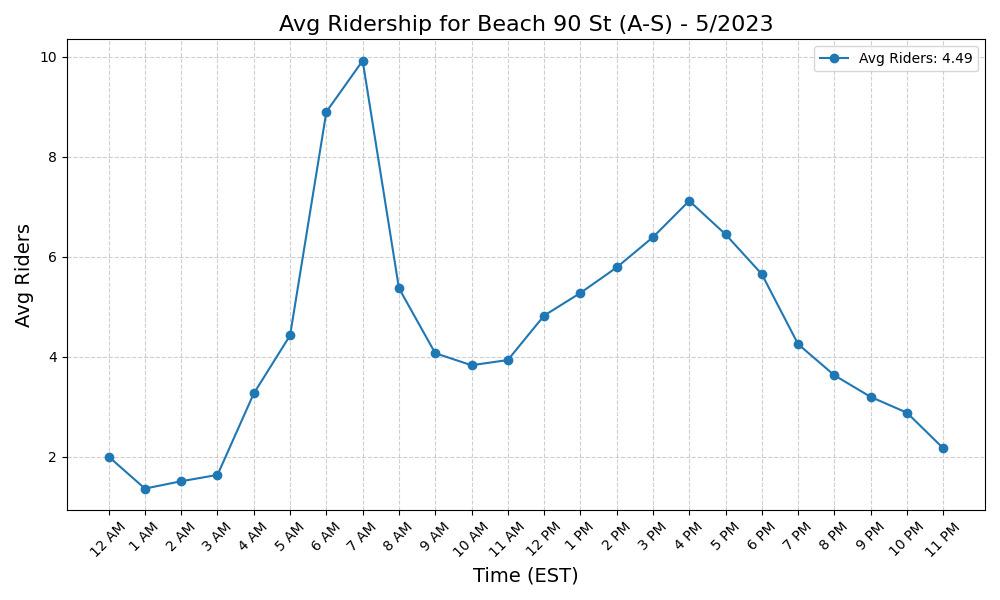 Avg Ridership for Beach 90 St (A-S) - 5/2023
Avg Riders: 4.49
Avg Riders
10
8
6
4
2
12 AM 1 AM 2 AM 3 AM 4 AM 5 AM 6 AM 7 AM 8 AM 9 AM 10 AM 11 AM 12 PM 1 PM 2 PM 3 PM 4 PM 5 PM 6 PM 7 PM 8 PM 9 PM 10 PM 11 PM
Time (EST)